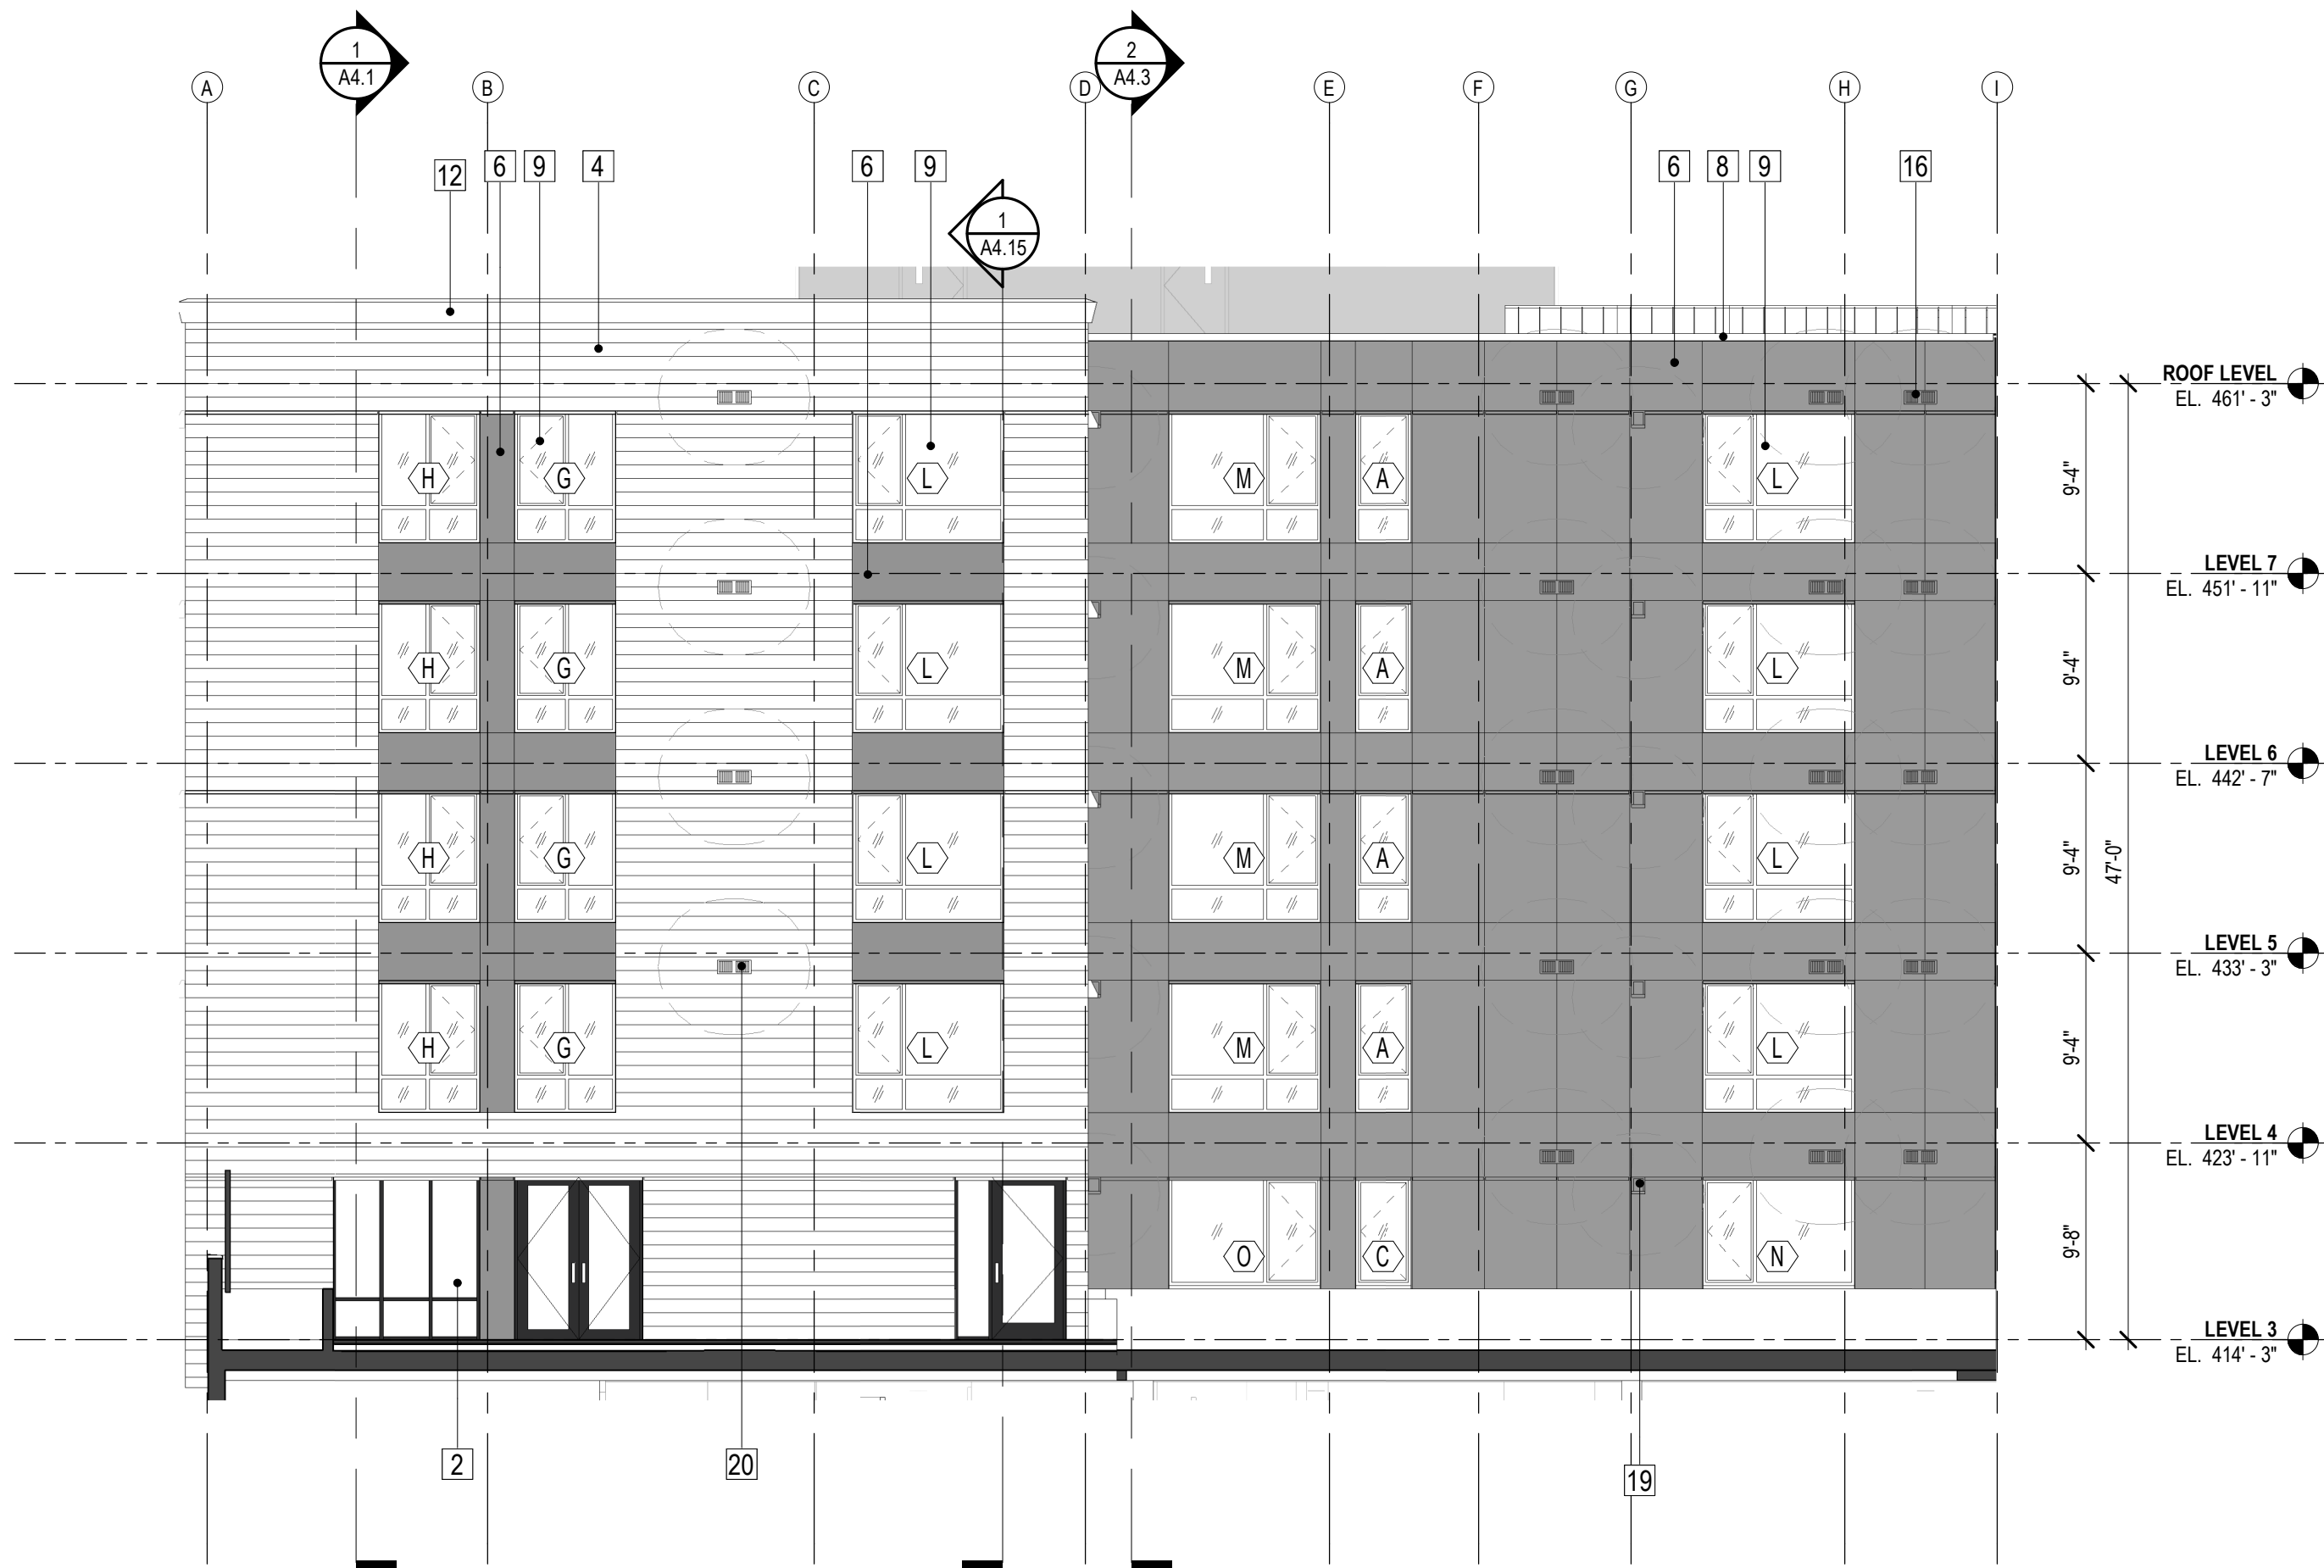 1
A4.1
2
A4.3
A
B
C
D
E
F
G
H
I
12
6
9
4
6
9
6
8
9
16
1
A4.15
ROOF LEVEL
EL. 461' - 3"
H
G
L
M
A
L
9'-4"
LEVEL 7
EL. 451' - 11"
H
G
L
M
A
L
9'-4"
LEVEL 6
EL. 442' - 7"
H
G
L
M
A
L
9'-4"
47'-0"
LEVEL 5
EL. 433' - 3"
H
G
L
M
A
L
9'-4"
LEVEL 4
EL. 423' - 11"
O
C
N
9'-8"
LEVEL 3
EL. 414' - 3"
2
20
19